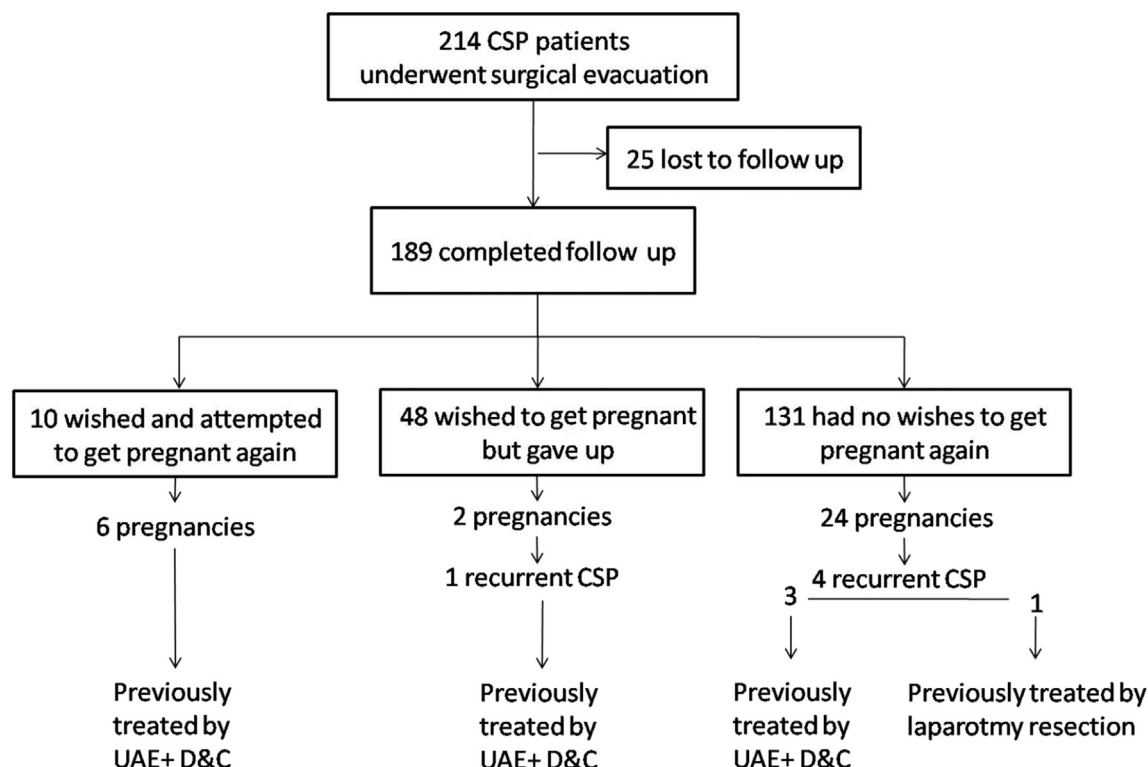 214 CSP patients
underwent surgical evacuation
25 lost to follow up
189 completed follow up
10 wished and attempted
to get pregnant again
48 wished to get pregnant
but gave up
131 had no wishes to get
pregnant again
6 pregnancies
2 pregnancies
24 pregnancies
1 recurrent CSP
4 recurrent CSP
3
1
Previously
treated by
UAE+ D&C
Previously
treated by
UAE+ D&C
Previously
treated by
UAE+ D&C
Previously treated by
laparotmy resection